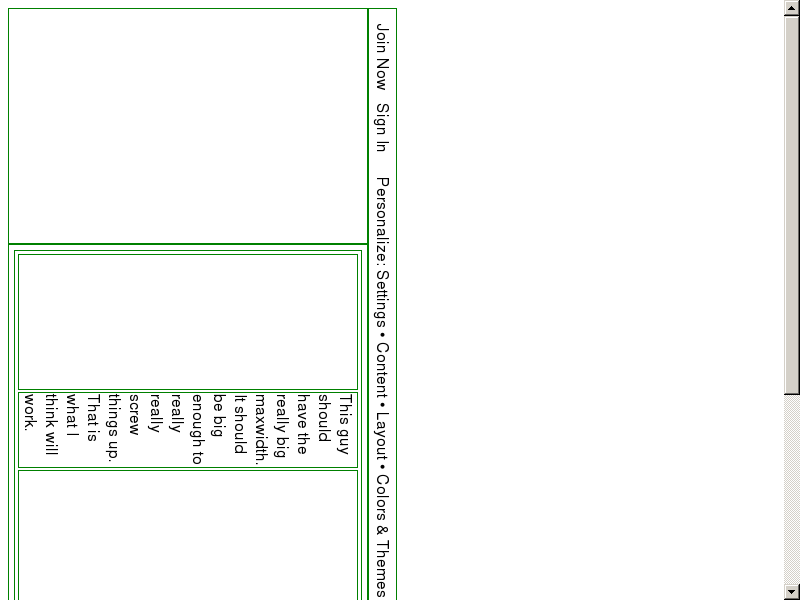 Join Now Sign In Personalize: Settings • Content • Layout • Colors & Themes
This guy
should
have the
really big
maxwidth.
It should
be big
enough to
really
really
screw
things up.
That is
what I
think will
work.